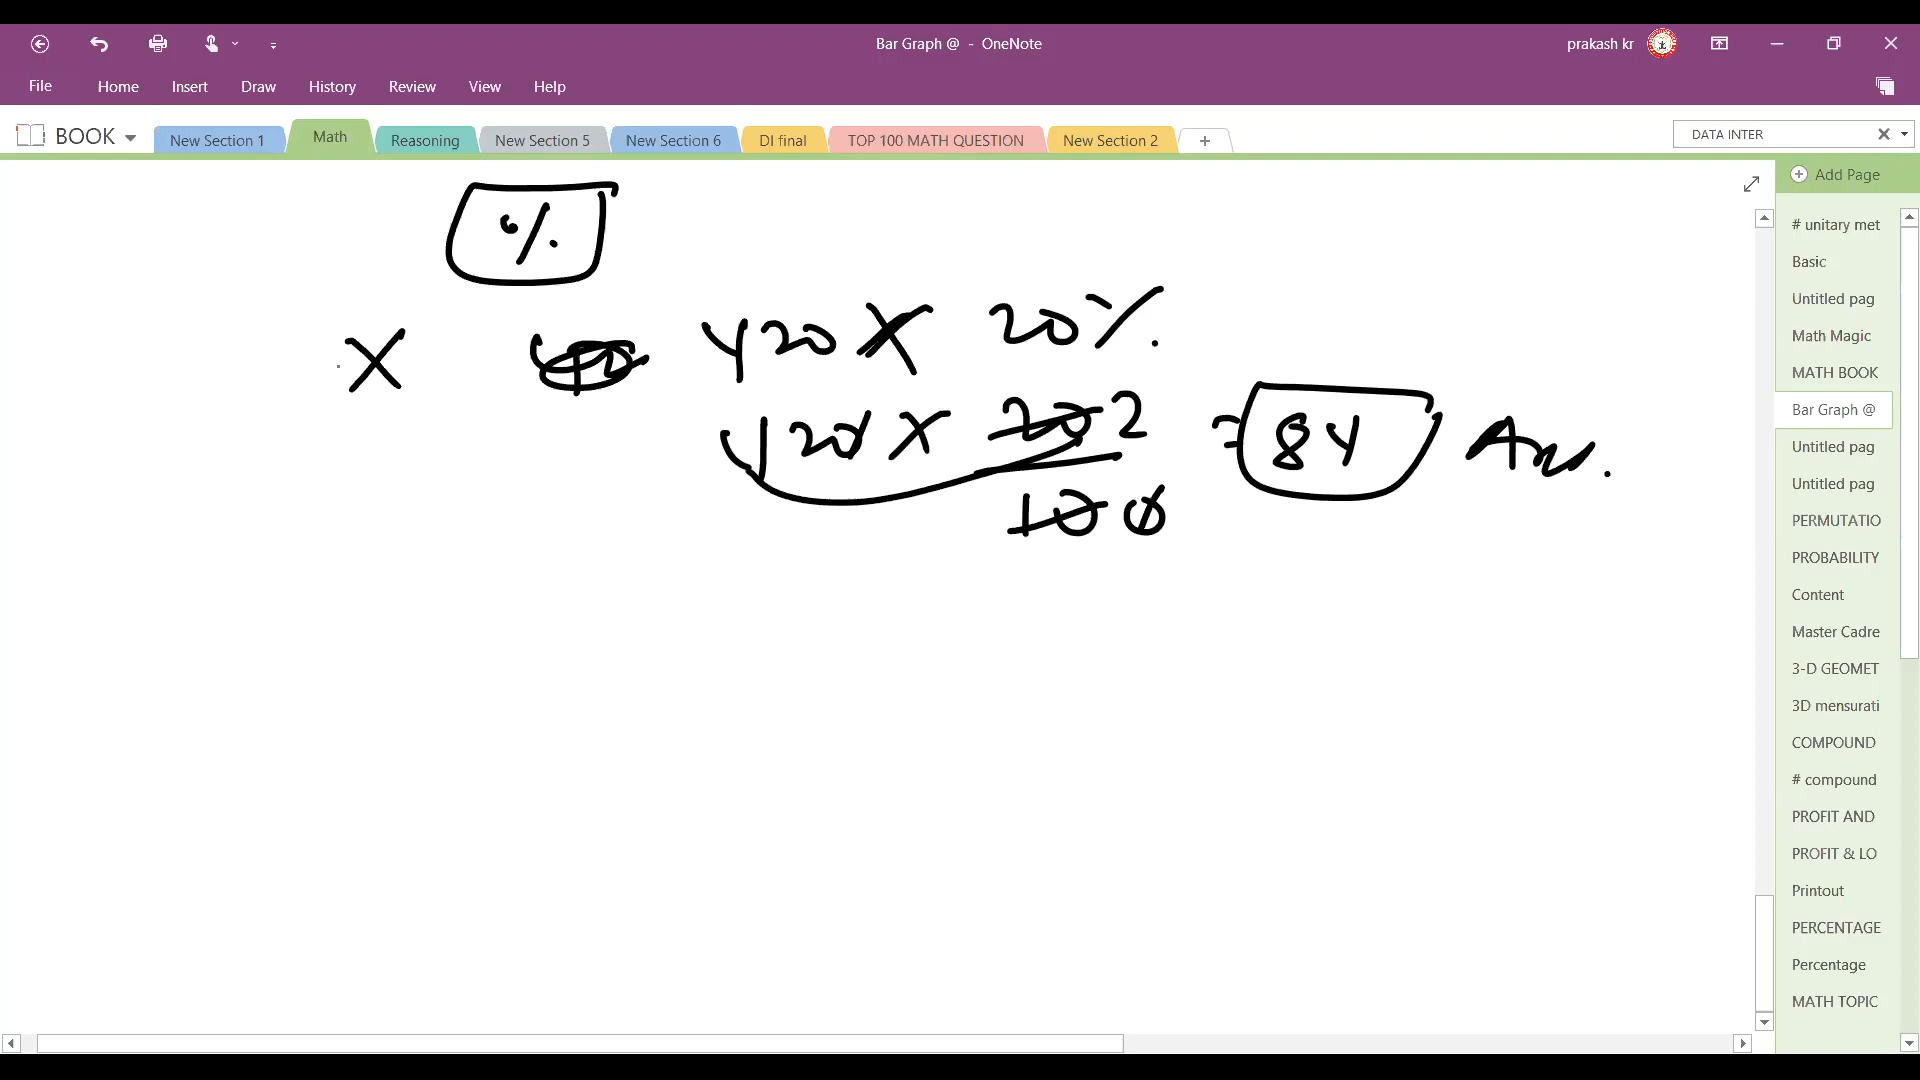 Bar Graph @ - OneNote
prakash kr
File Home Insert Draw History Review View Help
BOOK New Section 1 Math Reasoning New Section 5 New Section 6 DI final TOP 100 MATH QUESTION New Section 2 +
DATA INTER
Add Page
# unitary met
Basic
Untitled pag
Math Magic
MATH BOOK
Bar Graph @
Untitled pag
Untitled pag
PERMUTATIO
PROBABILITY
Content
Master Cadre
3-D GEOMET
3D mensurati
COMPOUND
# compound
PROFIT AND
PROFIT & LO
Printout
PERCENTAGE
Percentage
MATH TOPIC
%
X 420 X 20%.
420 X 20 2 = 84 Ans.
10 0